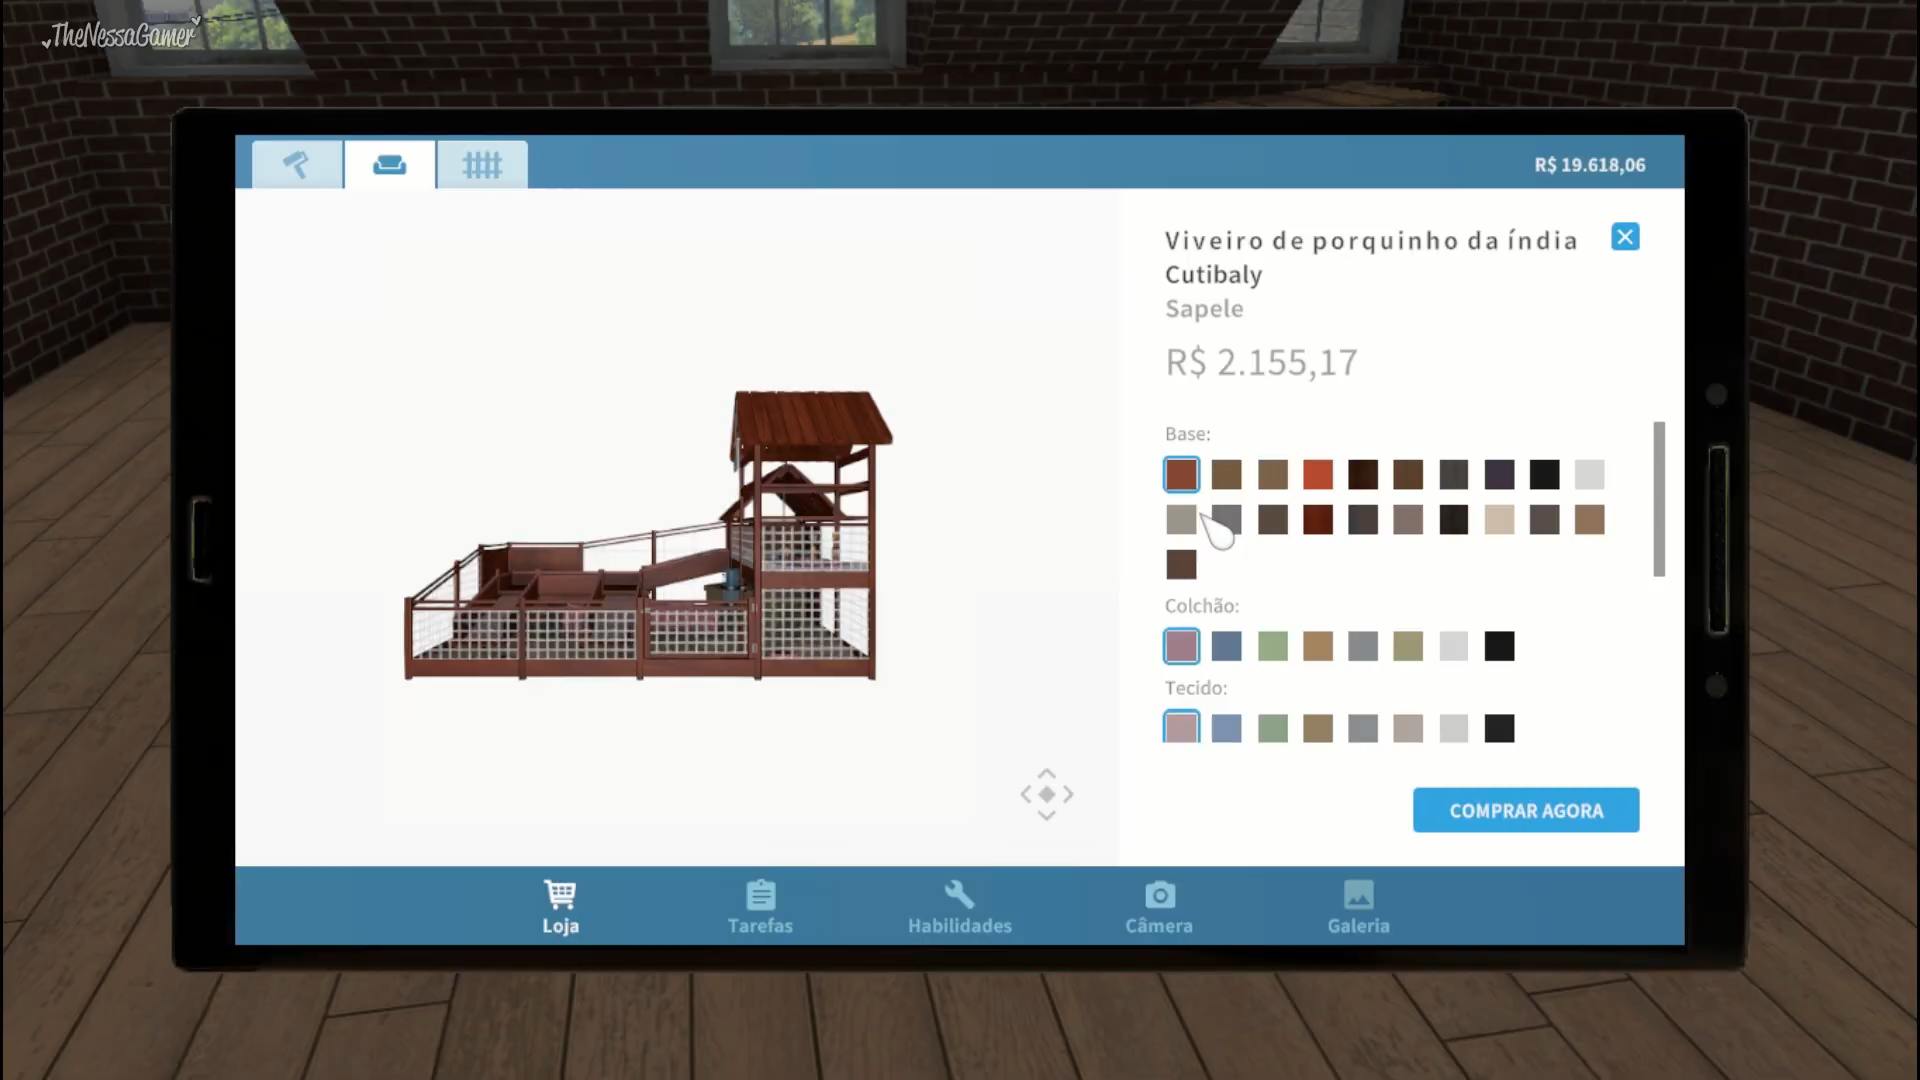 TheNessaGamer
R$ 19.618,06
Viveiro de porquinho da índia
Cutibaly
Sapele
R$ 2.155,17
Base:
Colchão:
Tecido:
COMPRAR AGORA
Loja
Tarefas
Habilidades
Câmera
Galeria